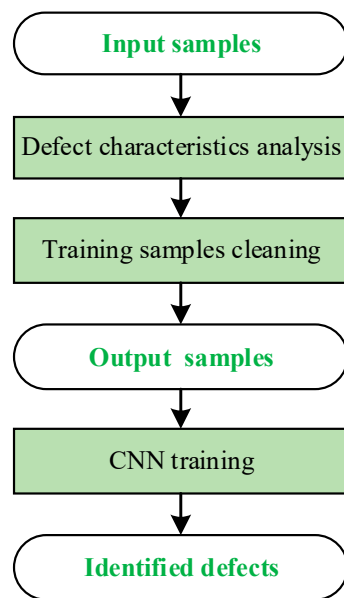 Input samples
Defect characteristics analysis
Training samples cleaning
Output samples
CNN training
Identified defects